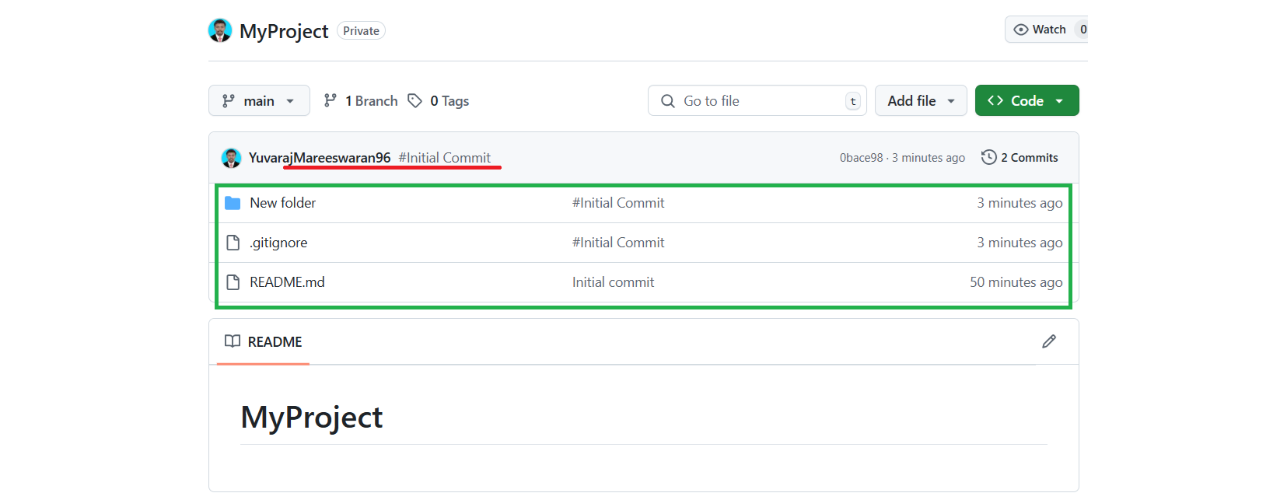 MyProject Private Watch 0
main 1 Branch 0 Tags Go to file t Add file Code
YuvarajMareeswaran96 #Initial Commit 0bace98 · 3 minutes ago 2 Commits
New folder #Initial Commit 3 minutes ago
.gitignore #Initial Commit 3 minutes ago
README.md Initial commit 50 minutes ago
README
MyProject